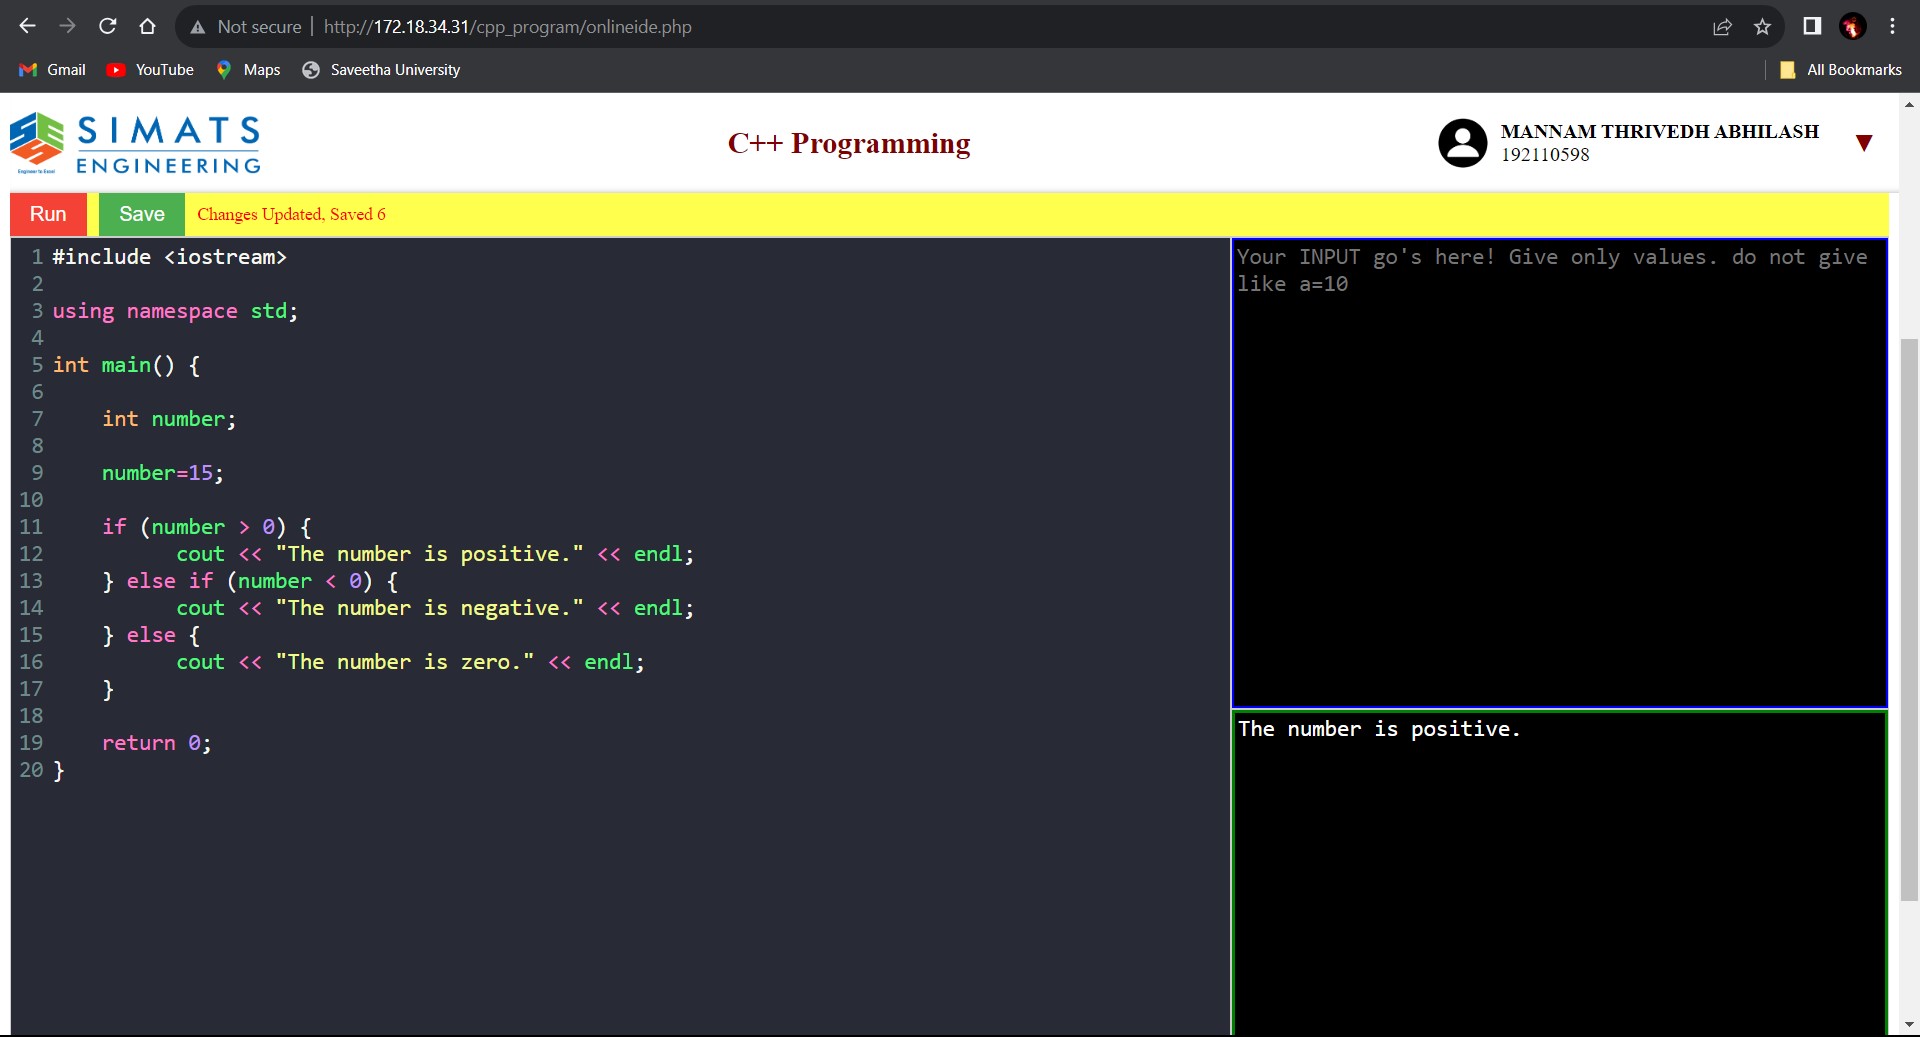 Not secure | http://172.18.34.31/cpp_program/onlineide.php
Gmail YouTube Maps Saveetha University All Bookmarks
SIMATS
ENGINEERING
Engineer to Excel
C++ Programming
MANNAM THRIVEDH ABHILASH
192110598
Run Save Changes Updated, Saved 6
1 #include <iostream>
2
3 using namespace std;
4
5 int main() {
6
7     int number;
8
9     number=15;
10
11     if (number > 0) {
12           cout << "The number is positive." << endl;
13     } else if (number < 0) {
14           cout << "The number is negative." << endl;
15     } else {
16           cout << "The number is zero." << endl;
17     }
18
19     return 0;
20 }
Your INPUT go's here! Give only values. do not give
like a=10
The number is positive.